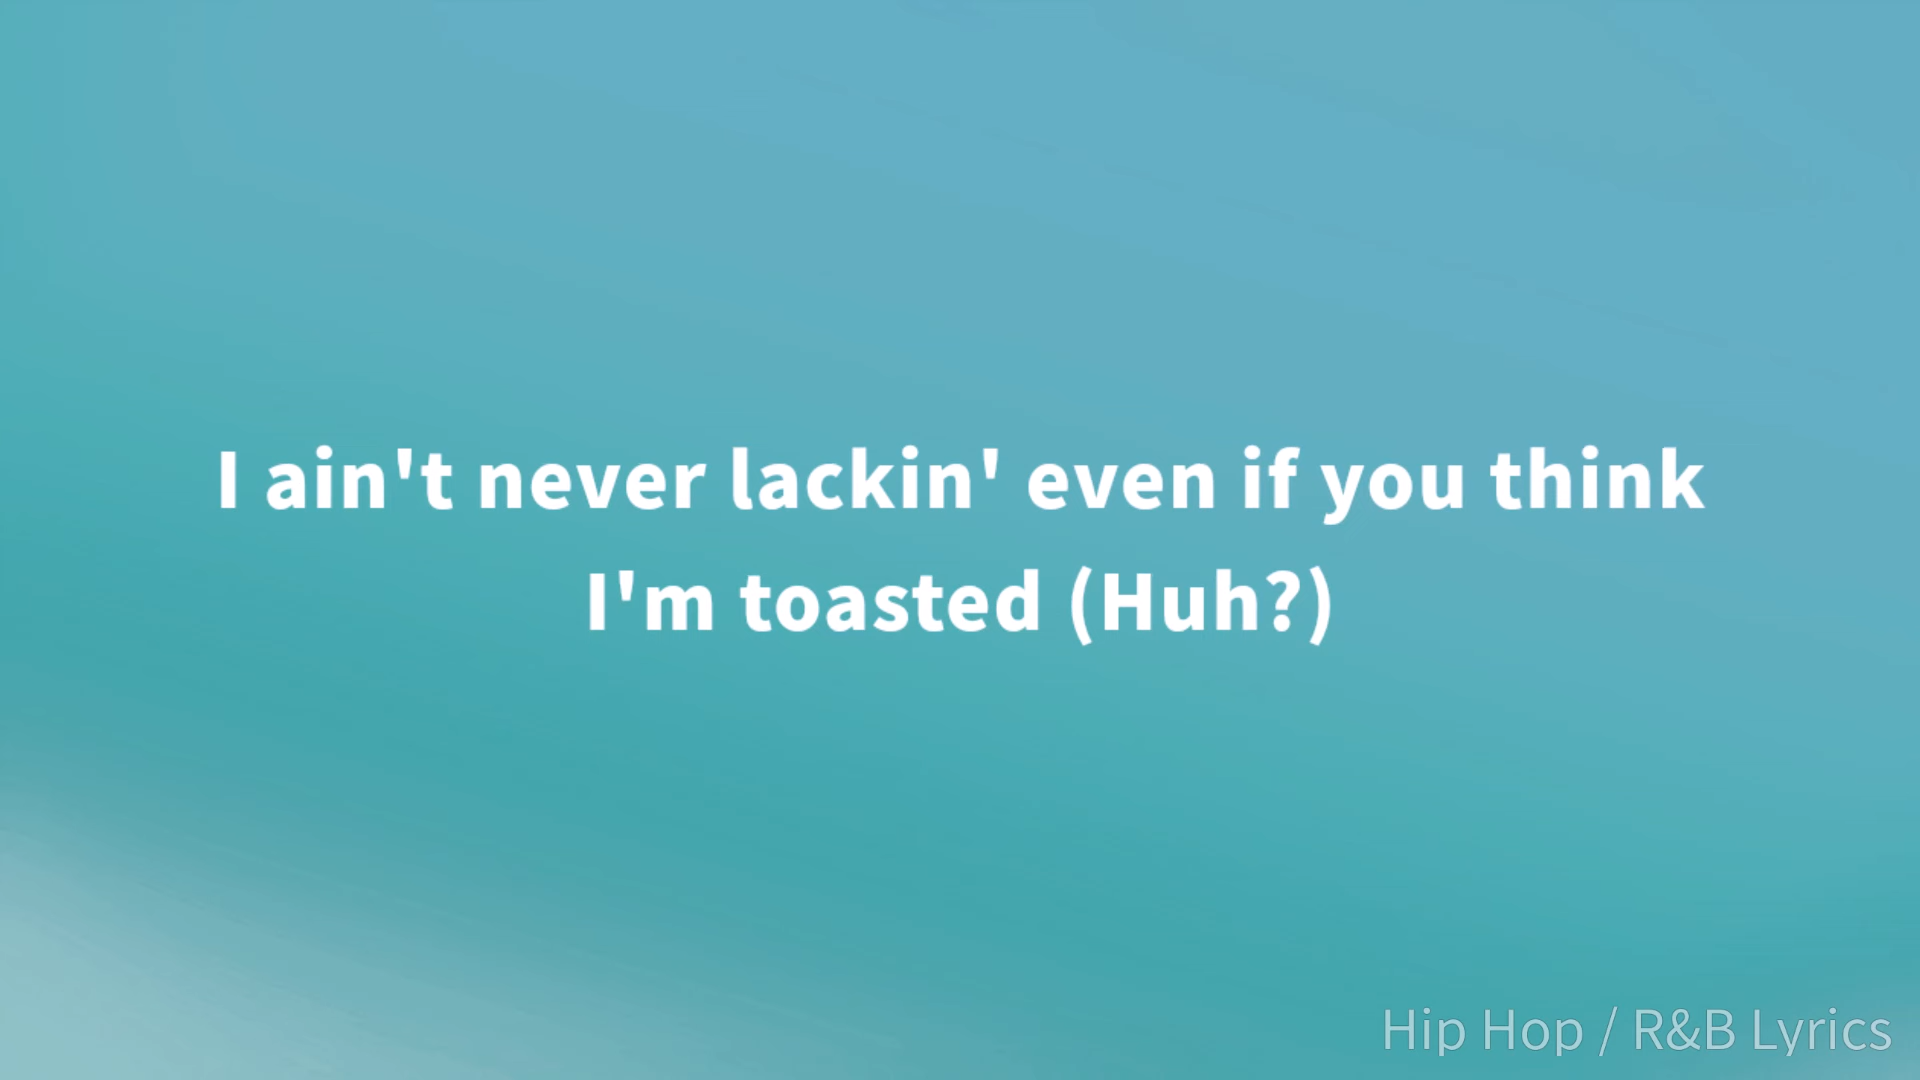 I ain't never lackin' even if you think
I'm toasted (Huh?)
Hip Hop / R&B Lyrics